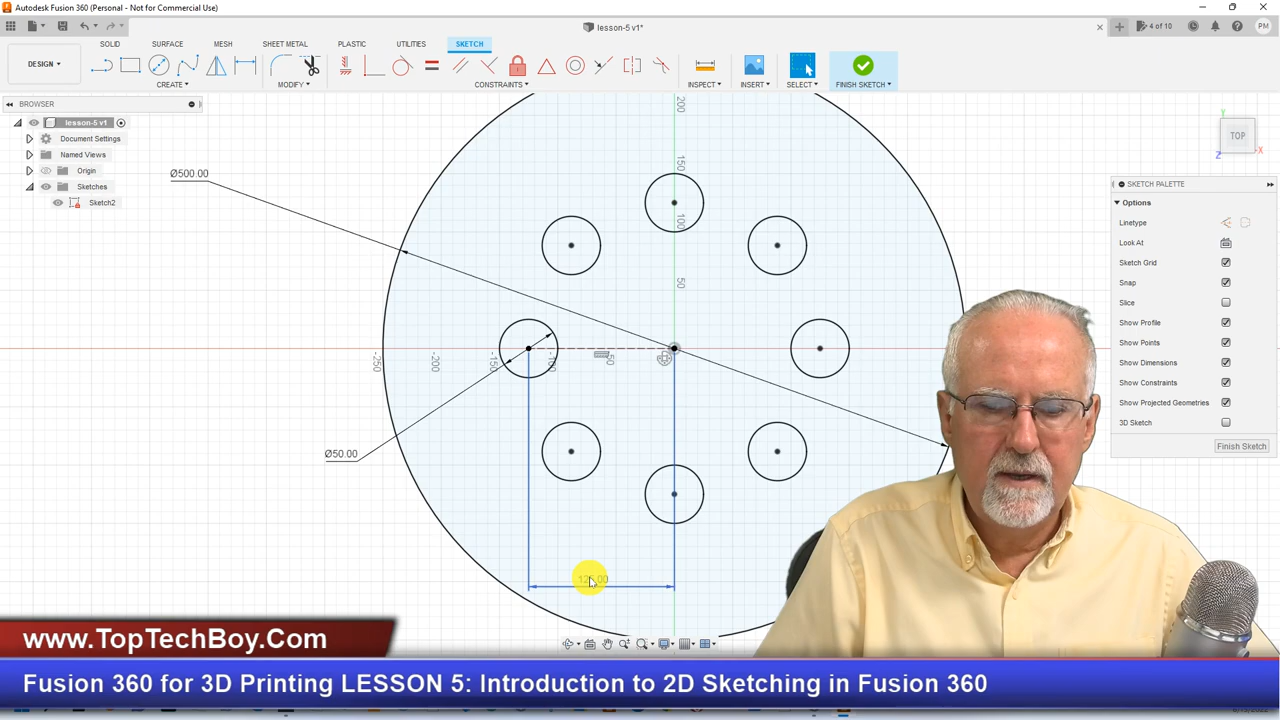 Autodesk Fusion 360 (Personal - Not for Commercial Use)
lesson-5 v1*
4 of 10
PM
DESIGN
SOLID
SURFACE
MESH
SHEET METAL
PLASTIC
UTILITIES
SKETCH
CREATE
MODIFY
CONSTRAINTS
INSPECT
INSERT
SELECT
FINISH SKETCH
BROWSER
lesson-5 v1
Document Settings
Named Views
Origin
Sketches
Sketch2
Ø500.00
Ø50.00
200
150
100
50
-250
-200
-150
-100
50
TOP
X
Y
Z
SKETCH PALETTE
Options
Linetype
Look At
Sketch Grid
Snap
Slice
Show Profile
Show Points
Show Dimensions
Show Constraints
Show Projected Geometries
3D Sketch
Finish Sketch
125.00
www.TopTechBoy.Com
Fusion 360 for 3D Printing LESSON 5: Introduction to 2D Sketching in Fusion 360